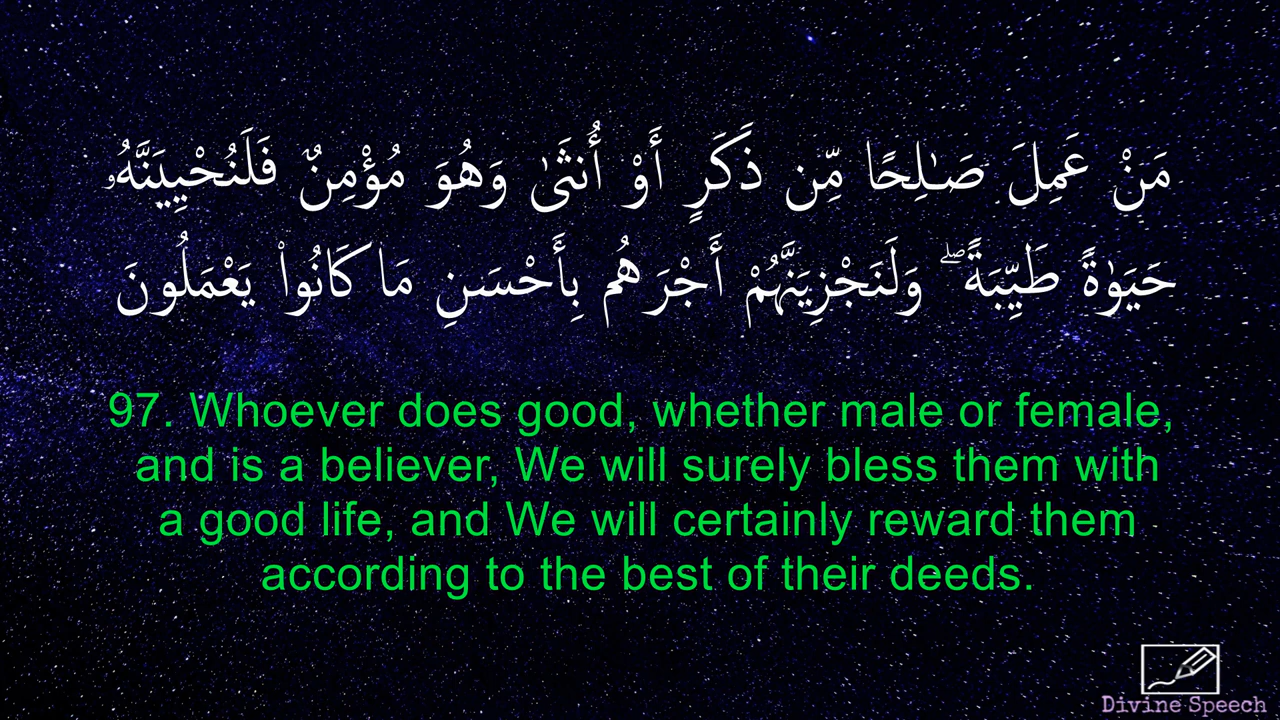 مَنْ عَمِلَ صَـٰلِحًا مِّن ذَكَرٍ أَوْ أُنثَىٰ وَهُوَ مُؤْمِنٌ فَلَنُحْيِيَنَّهُۥ
حَيَوٰةً طَيِّبَةً ۖ وَلَنَجْزِيَنَّهُمْ أَجْرَهُم بِأَحْسَنِ مَا كَانُوا۟ يَعْمَلُونَ
97. Whoever does good, whether male or female,
and is a believer, We will surely bless them with
a good life, and We will certainly reward them
according to the best of their deeds.
Divine Speech